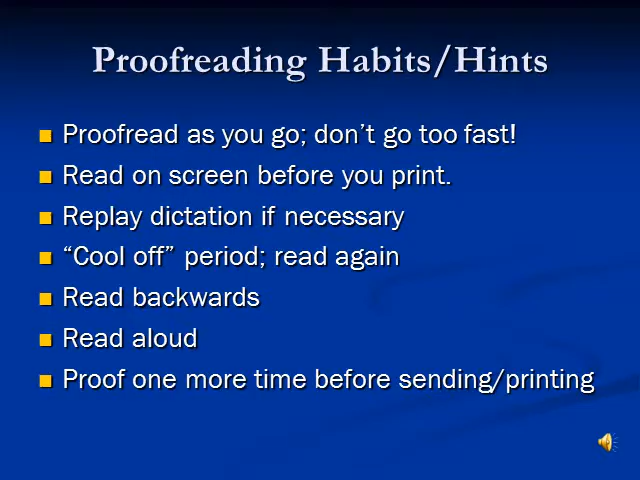 Proofreading Habits/Hints
Proofread as you go; don't go too fast!
Read on screen before you print.
Replay dictation if necessary
“Cool off” period; read again
Read backwards
Read aloud
Proof one more time before sending/printing